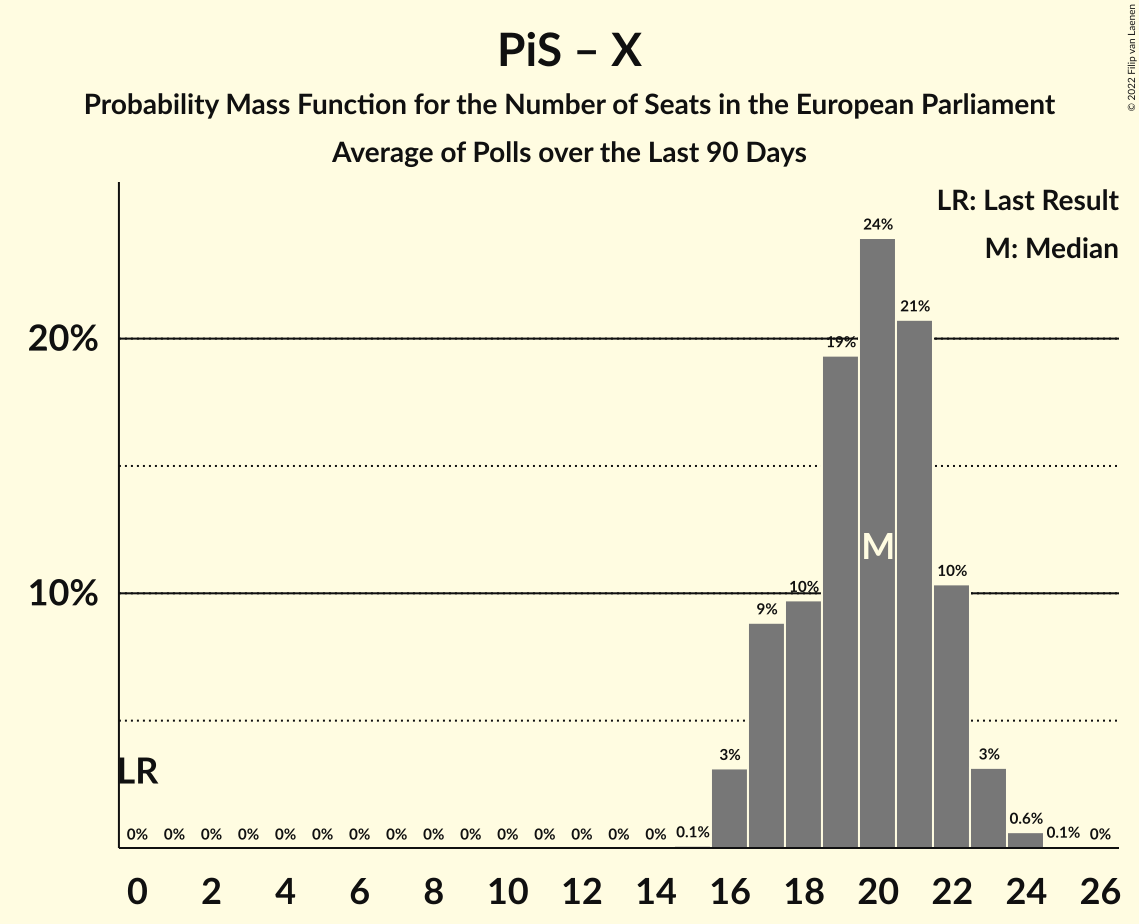 PiS – X
Probability Mass Function for the Number of Seats in the European Parliament
Average of Polls over the Last 90 Days
© 2022 Filip van Laenen
LR: Last Result
M: Median
24%
21%
20%
19%
M
10%
10%
10%
9%
LR
3%
3%
0% 0% 0% 0% 0% 0% 0% 0% 0% 0% 0% 0% 0% 0% 0% 0.1% 0.6% 0.1% 0%
0 2 4 6 8 10 12 14 16 18 20 22 24 26